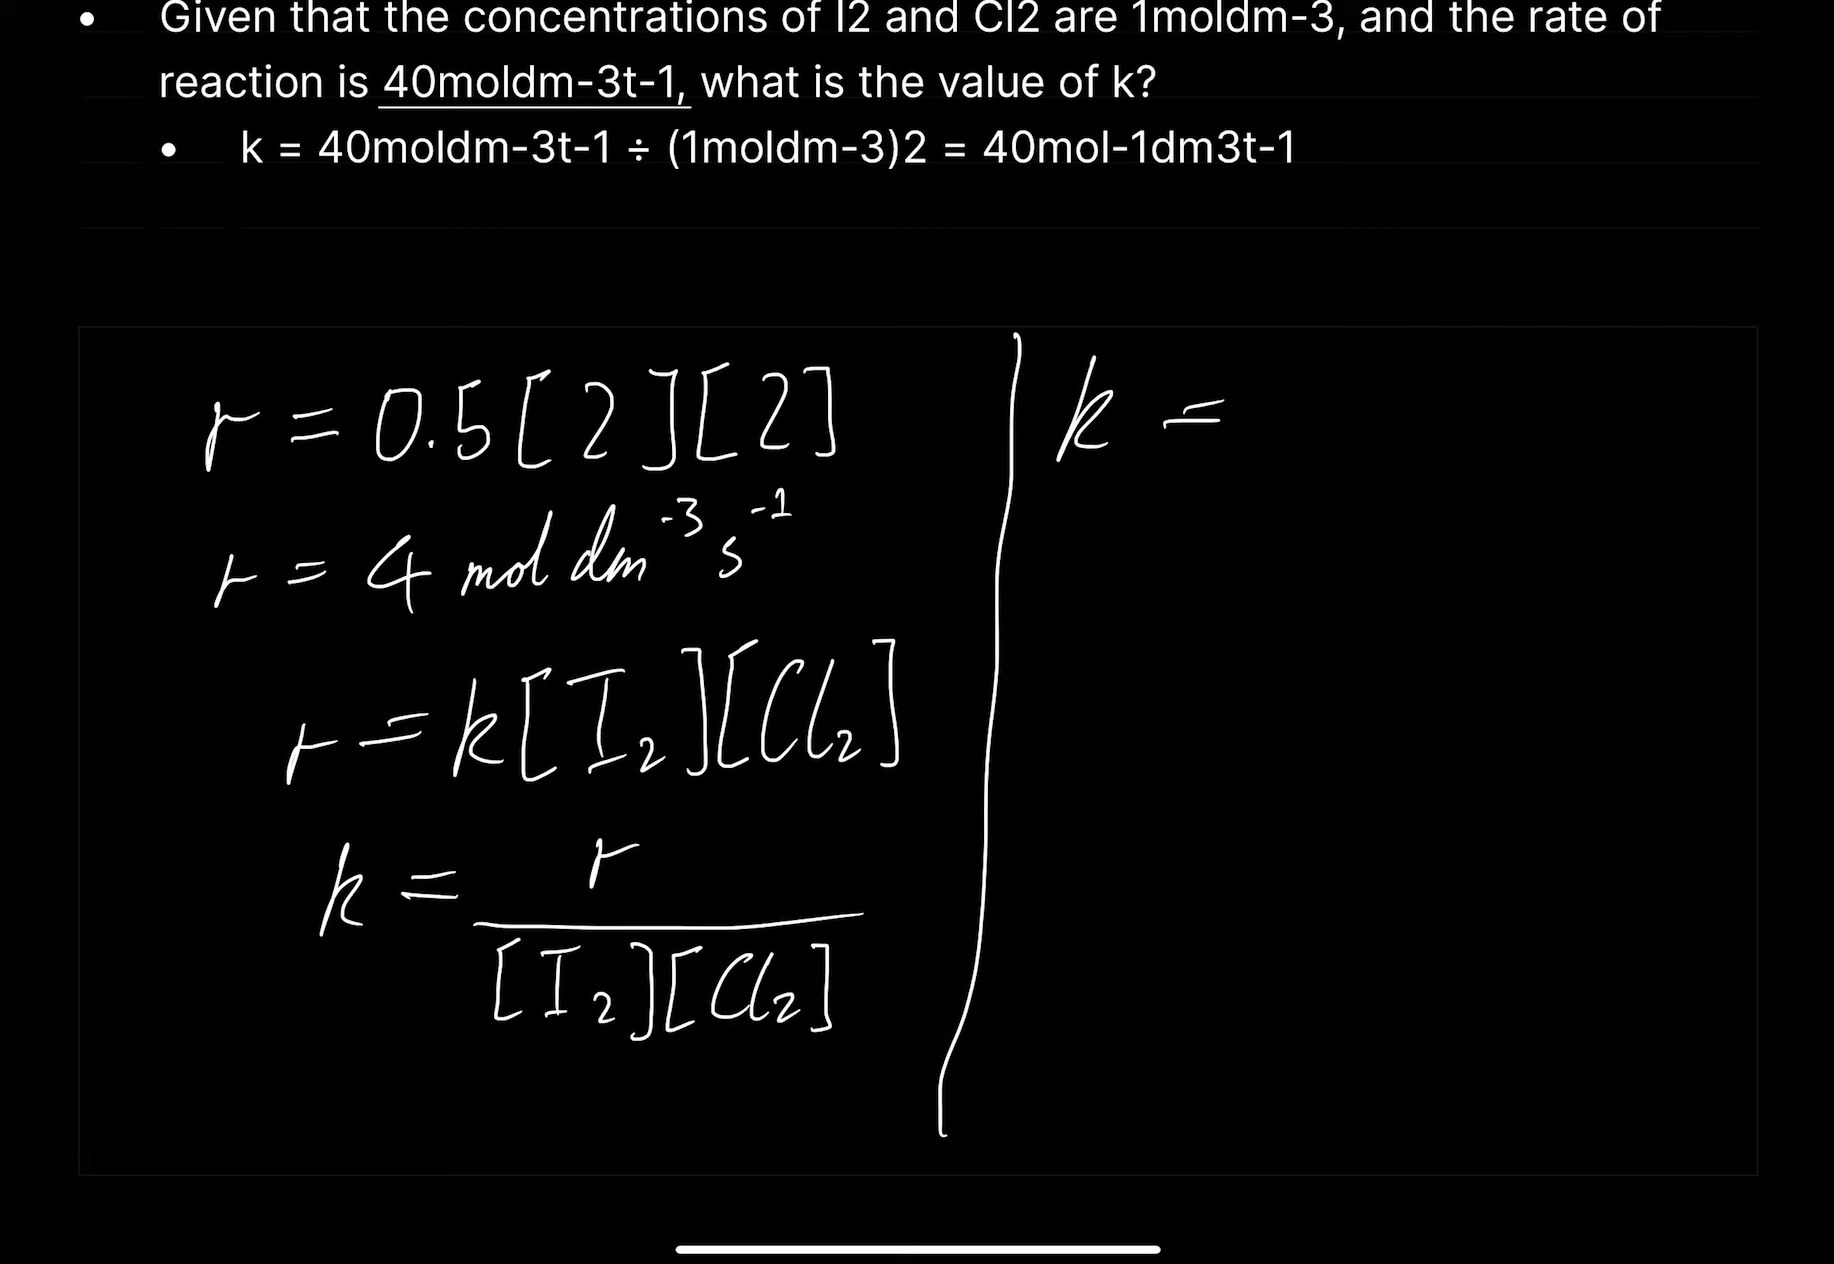 • Given that the concentrations of I2 and Cl2 are 1moldm-3, and the rate of
reaction is 40moldm-3t-1, what is the value of k?
• k = 40moldm-3t-1 ÷ (1moldm-3)2 = 40mol-1dm3t-1
r = 0.5[2][2]
r = 4 mol dm⁻³ s⁻¹
r = k[I₂][Cl₂]
k = r / [I₂][Cl₂]
k =